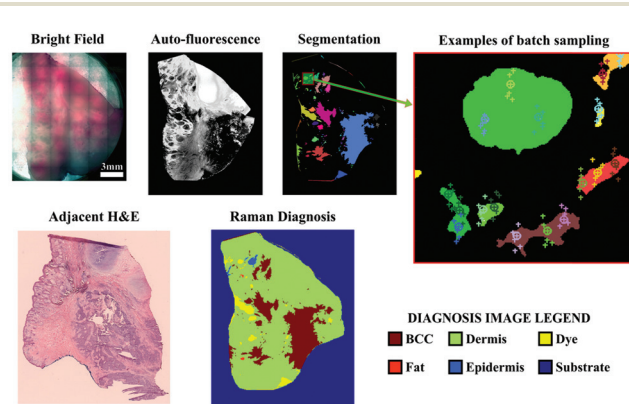 Bright Field
Auto-fluorescence
Segmentation
Examples of batch sampling
3mm
Adjacent H&E
Raman Diagnosis
DIAGNOSIS IMAGE LEGEND
BCC
Dermis
Dye
Fat
Epidermis
Substrate